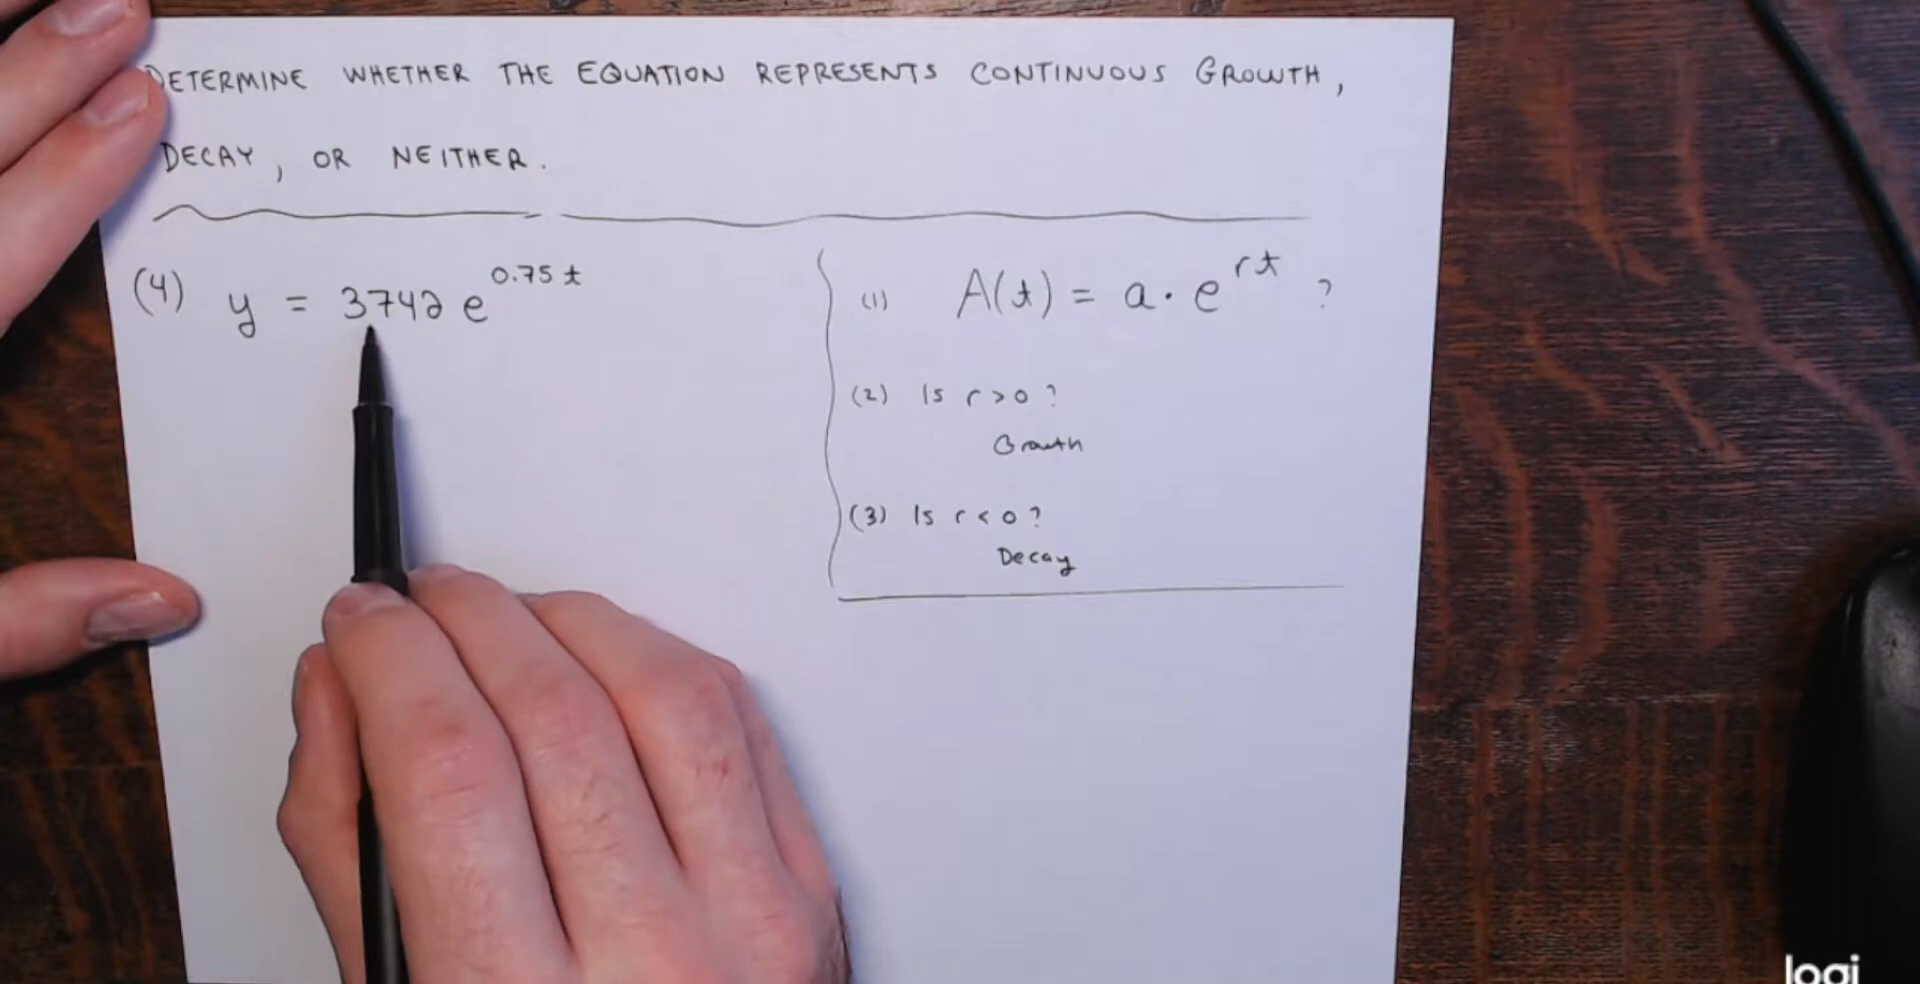 DETERMINE WHETHER THE EQUATION REPRESENTS CONTINUOUS GROWTH,
DECAY, OR NEITHER.
(4) y = 3742 e^0.75t
(1) A(t) = a · e^rt ?
(2) Is r > 0 ?
Growth
(3) Is r < 0 ?
Decay
logi